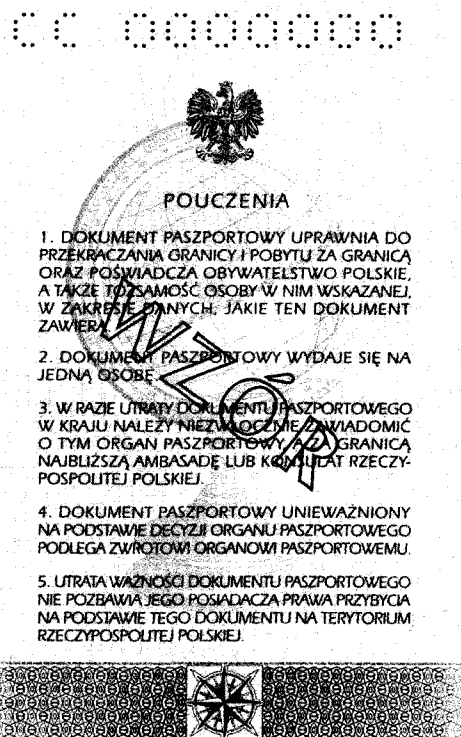 CC 0000000
POUCZENIA
1. DOKUMENT PASZPORTOWY UPRAWNIA DO
PRZEKRACZANIA GRANICY I POBYTU ZA GRANICĄ
ORAZ POŚWIADCZA OBYWATELSTWO POLSKIE,
A TAKŻE TOŻSAMOŚĆ OSOBY W NIM WSKAZANEJ,
W ZAKRESIE DANYCH, JAKIE TEN DOKUMENT
ZAWIERA.
2. DOKUMENT PASZPORTOWY WYDAJE SIĘ NA
JEDNĄ OSOBĘ.
3. W RAZIE UTRATY DOKUMENTU PASZPORTOWEGO
W KRAJU NALEŻY NIEZWŁOCZNIE ZAWIADOMIĆ
O TYM ORGAN PASZPORTOWY, A ZA GRANICĄ
NAJBLIŻSZĄ AMBASADĘ LUB KONSULAT RZECZY-
POSPOLITEJ POLSKIEJ.
4. DOKUMENT PASZPORTOWY UNIEWAŻNIONY
NA PODSTAWIE DECYZJI ORGANU PASZPORTOWEGO
PODLEGA ZWROTOWI ORGANOWI PASZPORTOWEMU.
5. UTRATA WAŻNOŚCI DOKUMENTU PASZPORTOWEGO
NIE POZBAWIA JEGO POSIADACZA PRAWA PRZYBYCIA
NA PODSTAWIE TEGO DOKUMENTU NA TERYTORIUM
RZECZYPOSPOLITEJ POLSKIEJ.
WZÓR